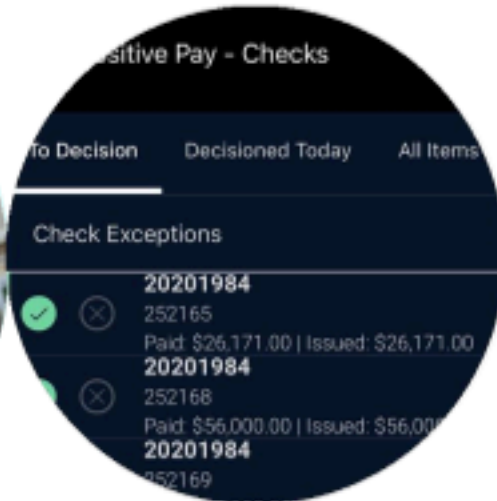 Positive Pay - Checks
To Decision Decisioned Today All Items
Check Exceptions
20201984
252165
Paid: $26,171.00 | Issued: $26,171.00
20201984
252168
Paid: $56,000.00 | Issued: $56,00
20201984
252169